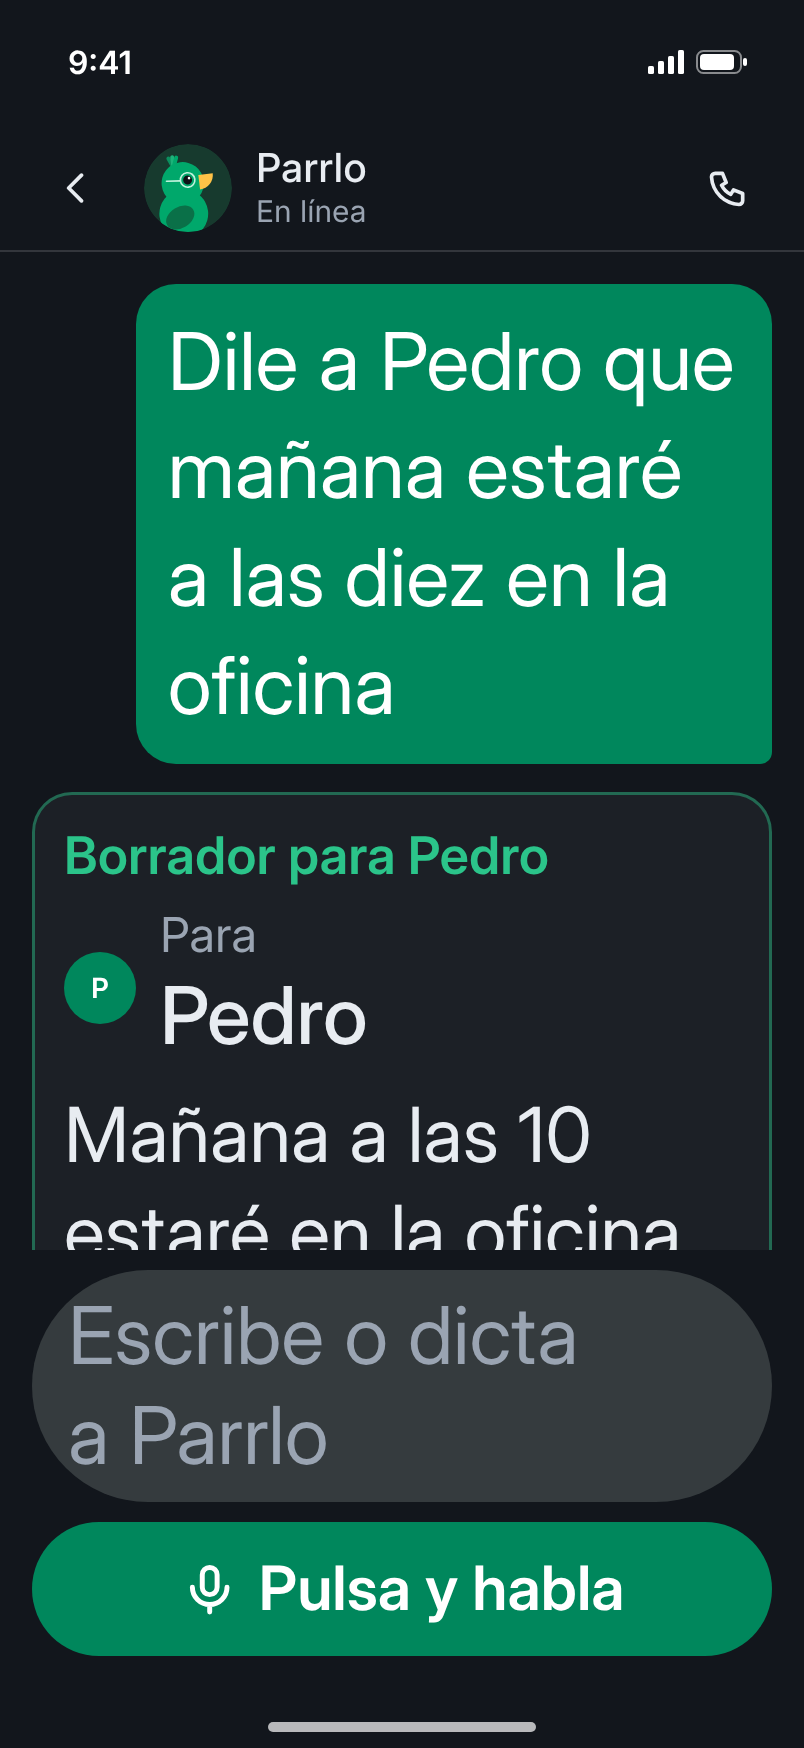 9:41
Parrlo
En línea
Dile a Pedro que
mañana estaré
a las diez en la
oficina
Borrador para Pedro
Para
P
Pedro
Mañana a las 10
estaré en la oficina
Escribe o dicta
a Parrlo
Pulsa y habla